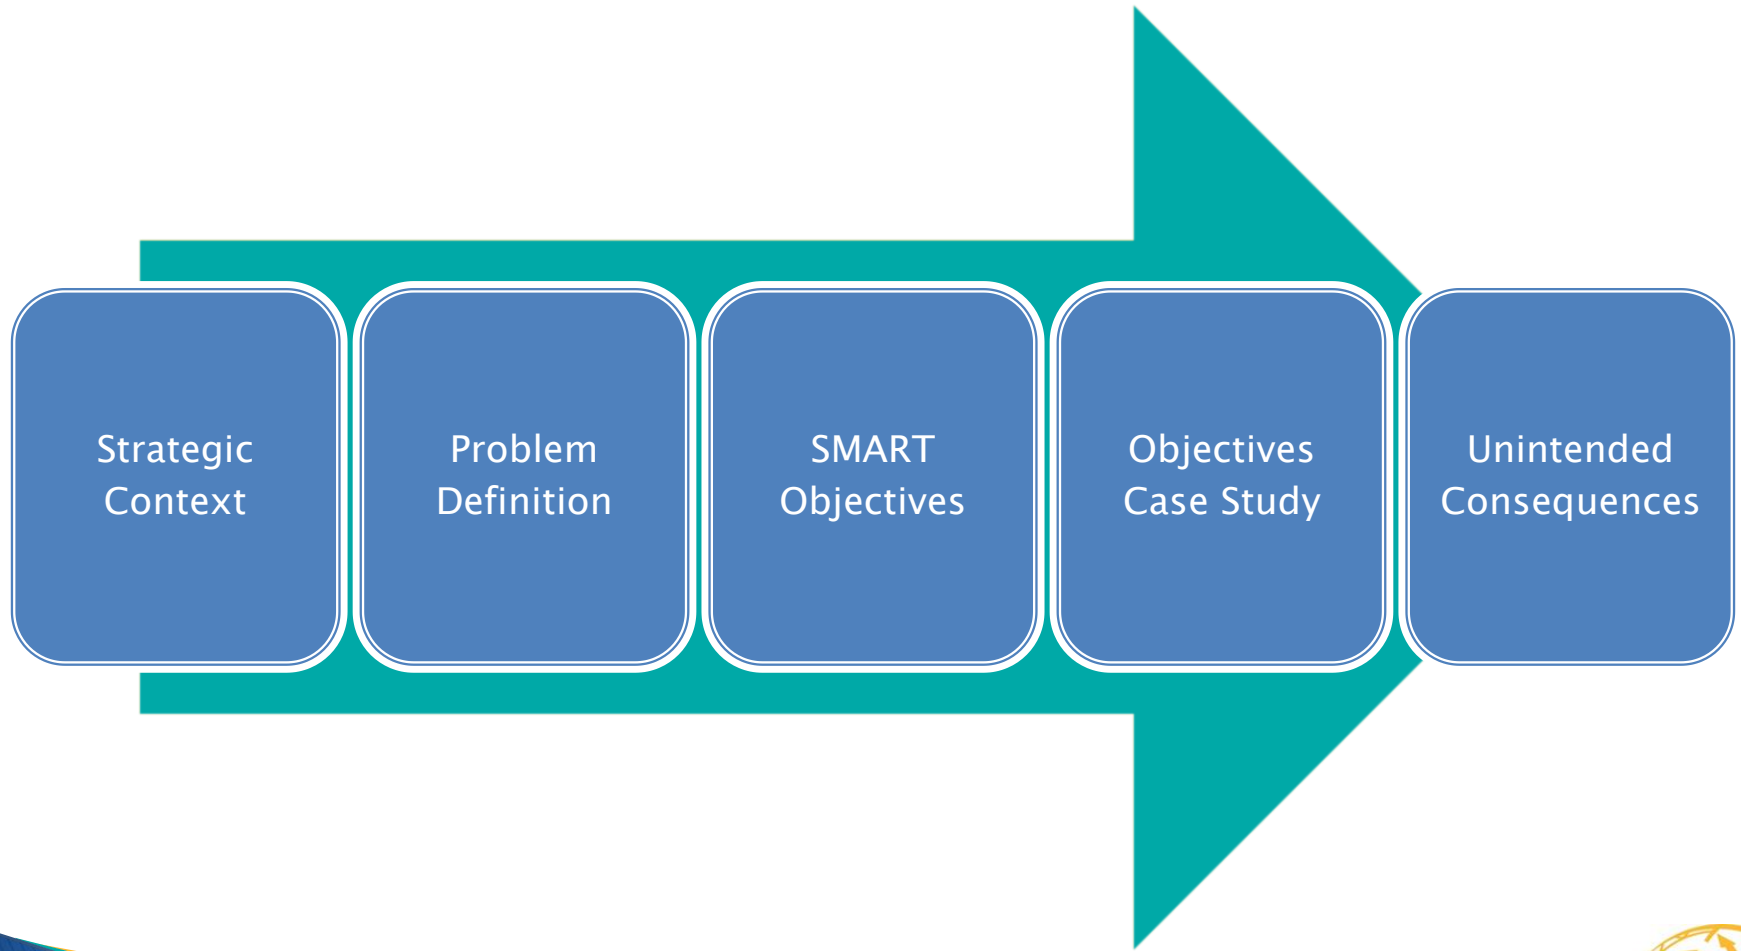 Strategic
Context
Problem
Definition
SMART
Objectives
Objectives
Case Study
Unintended
Consequences